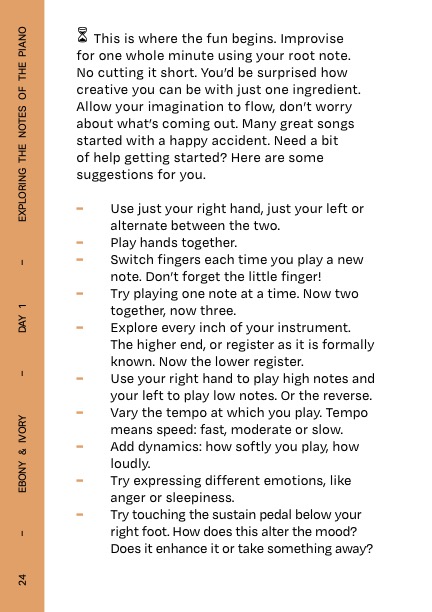 This is where the fun begins. Improvise
for one whole minute using your root note.
No cutting it short. You’d be surprised how
creative you can be with just one ingredient.
Allow your imagination to flow, don’t worry
about what’s coming out. Many great songs
started with a happy accident. Need a bit
of help getting started? Here are some
suggestions for you.
– Use just your right hand, just your left or
alternate between the two.
– Play hands together.
– Switch fingers each time you play a new
note. Don’t forget the little finger!
– Try playing one note at a time. Now two
together, now three.
– Explore every inch of your instrument.
The higher end, or register as it is formally
known. Now the lower register.
– Use your right hand to play high notes and
your left to play low notes. Or the reverse.
– Vary the tempo at which you play. Tempo
means speed: fast, moderate or slow.
– Add dynamics: how softly you play, how
loudly.
– Try expressing different emotions, like
anger or sleepiness.
– Try touching the sustain pedal below your
right foot. How does this alter the mood?
Does it enhance it or take something away?
24 – EBONY & IVORY – DAY 1 – EXPLORING THE NOTES OF THE PIANO